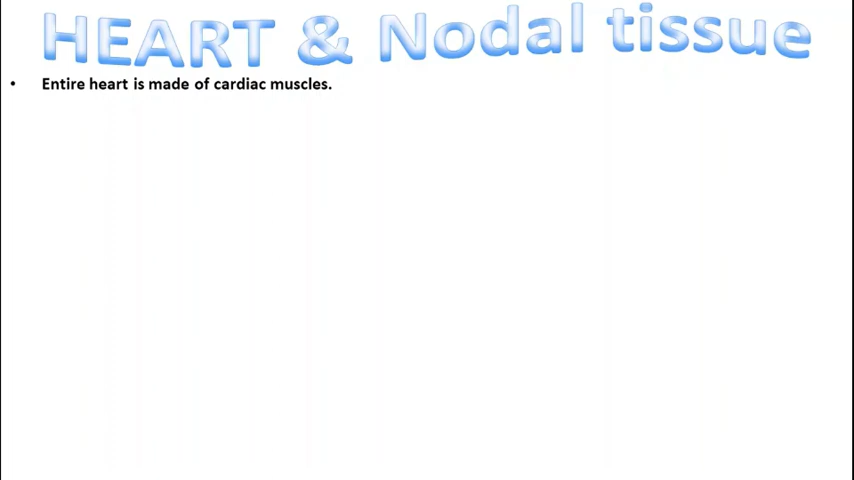 HEART & Nodal tissue
• Entire heart is made of cardiac muscles.